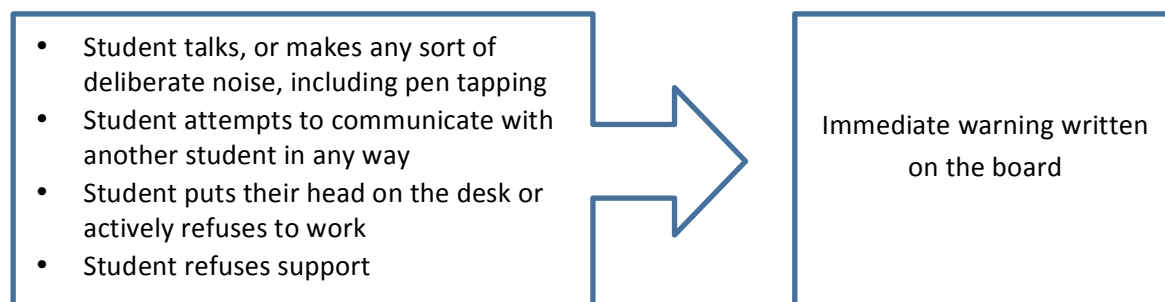 • Student talks, or makes any sort of
deliberate noise, including pen tapping
• Student attempts to communicate with
another student in any way
• Student puts their head on the desk or
actively refuses to work
• Student refuses support
Immediate warning written
on the board